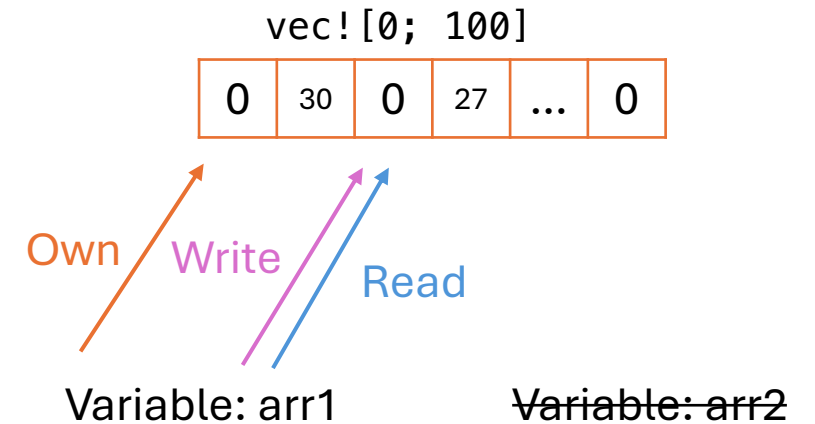 vec![0; 100]
0 30 0 27 ... 0
Own
Write
Read
Variable: arr1
Variable: arr2